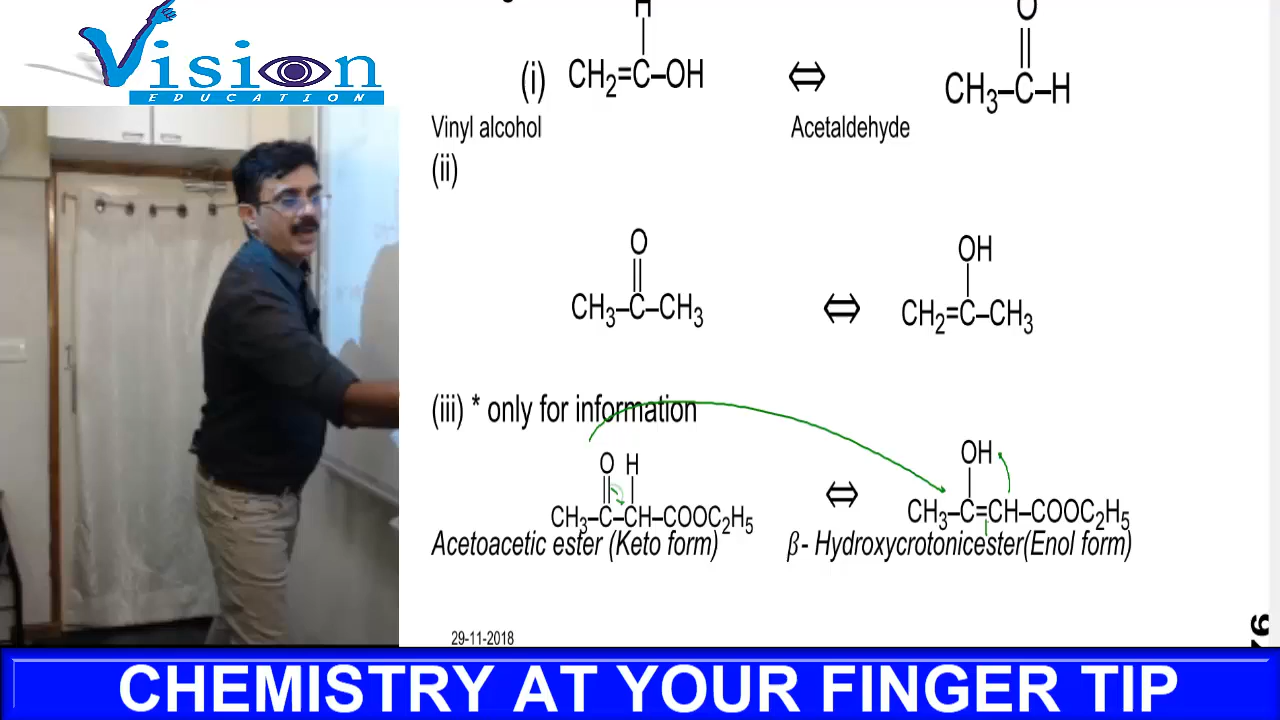 Vision
EDUCATION
H O
(i) CH2=C–OH ⇔ CH3–C–H
Vinyl alcohol Acetaldehyde
(ii)
O OH
CH3–C–CH3 ⇔ CH2=C–CH3
(iii) * only for information
O H OH
CH3–C–CH–COOC2H5 ⇔ CH3–C=CH–COOC2H5
Acetoacetic ester (Keto form) β- Hydroxycrotonicester(Enol form)
29-11-2018
CHEMISTRY AT YOUR FINGER TIP